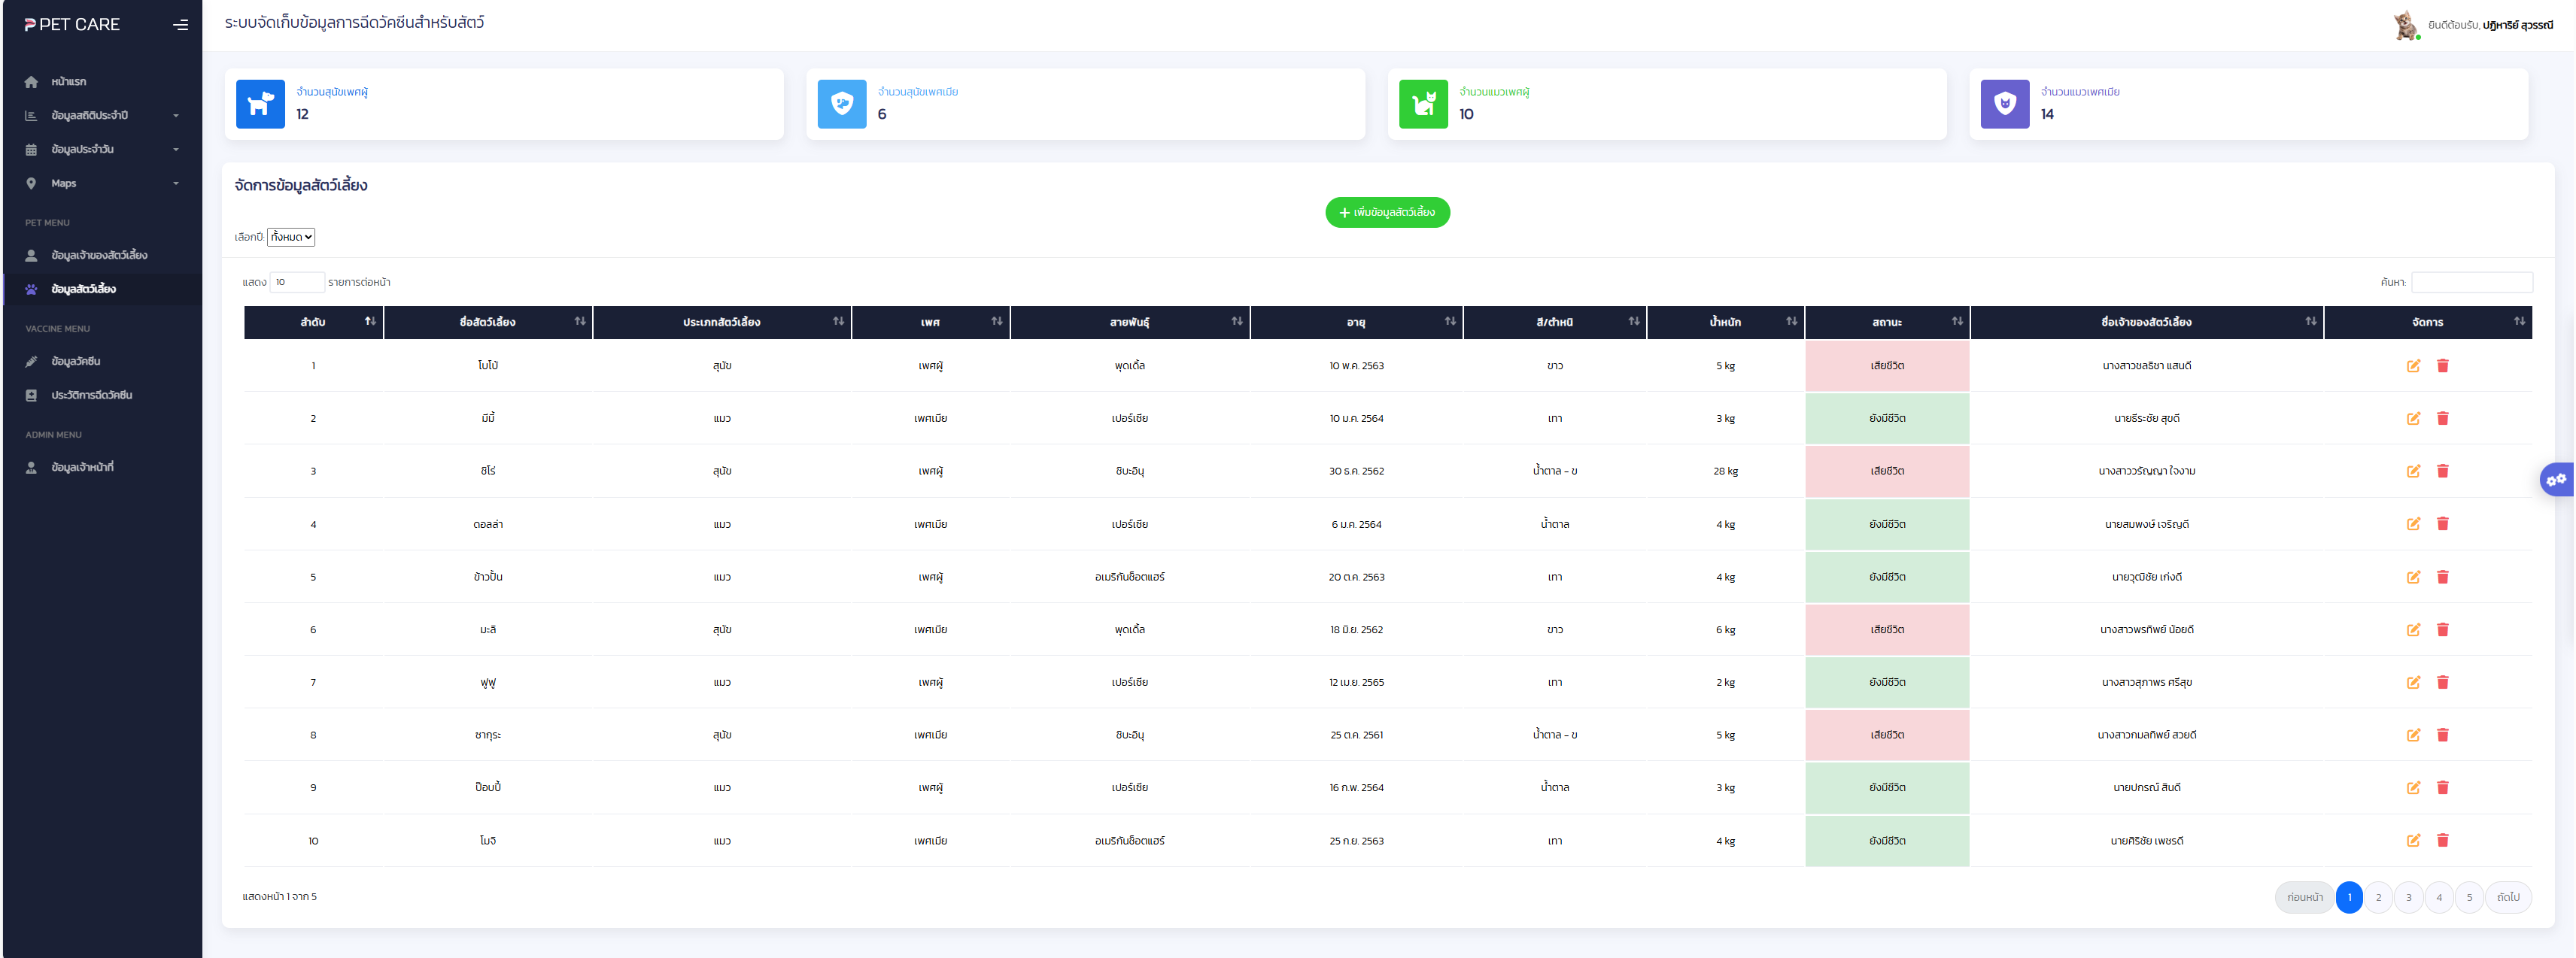 PET CARE
ระบบจัดเก็บข้อมูลการฉีดวัคซีนสำหรับสัตว์
ยินดีต้อนรับ, ปฏิหาริย์ สุวรรณี
หน้าแรก
ข้อมูลสถิติประจำปี
ข้อมูลประจำวัน
Maps
PET MENU
ข้อมูลเจ้าของสัตว์เลี้ยง
ข้อมูลสัตว์เลี้ยง
VACCINE MENU
ข้อมูลวัคซีน
ประวัติการฉีดวัคซีน
ADMIN MENU
ข้อมูลเจ้าหน้าที่
จำนวนสุนัขเพศผู้
12
จำนวนสุนัขเพศเมีย
6
จำนวนแมวเพศผู้
10
จำนวนแมวเพศเมีย
14
จัดการข้อมูลสัตว์เลี้ยง
เพิ่มข้อมูลสัตว์เลี้ยง
เลือกปี: ทั้งหมด
แสดง 10 รายการต่อหน้า
ค้นหา:
ลำดับ ชื่อสัตว์เลี้ยง ประเภทสัตว์เลี้ยง เพศ สายพันธุ์ อายุ สี/ตำหนิ น้ำหนัก สถานะ ชื่อเจ้าของสัตว์เลี้ยง จัดการ
1 โบโบ้ สุนัข เพศผู้ พุดเดิ้ล 10 พ.ค. 2563 ขาว 5 kg เสียชีวิต นางสาวชลธิชา แสนดี
2 มีมี้ แมว เพศเมีย เปอร์เซีย 10 ม.ค. 2564 เทา 3 kg ยังมีชีวิต นายธีระชัย สุขดี
3 ชิโร่ สุนัข เพศผู้ ชิบะอินุ 30 ธ.ค. 2562 น้ำตาล - ข 28 kg เสียชีวิต นางสาววรัญญา ใจงาม
4 ดอลล่า แมว เพศเมีย เปอร์เซีย 6 ม.ค. 2564 น้ำตาล 4 kg ยังมีชีวิต นายสมพงษ์ เจริญดี
5 ข้าวปั้น แมว เพศผู้ อเมริกันช็อตแฮร์ 20 ต.ค. 2563 เทา 4 kg ยังมีชีวิต นายวุฒิชัย เก่งดี
6 มะลิ สุนัข เพศเมีย พุดเดิ้ล 18 มิ.ย. 2562 ขาว 6 kg เสียชีวิต นางสาวพรทิพย์ น้อยดี
7 ฟูฟู แมว เพศผู้ เปอร์เซีย 12 เม.ย. 2565 เทา 2 kg ยังมีชีวิต นางสาวสุภาพร ศรีสุข
8 ซากุระ สุนัข เพศเมีย ชิบะอินุ 25 ต.ค. 2561 น้ำตาล - ข 5 kg เสียชีวิต นางสาวกมลทิพย์ สวยดี
9 ป๊อบปี้ แมว เพศผู้ เปอร์เซีย 16 ก.พ. 2564 น้ำตาล 3 kg ยังมีชีวิต นายปกรณ์ สินดี
10 โมจิ แมว เพศเมีย อเมริกันช็อตแฮร์ 25 ก.ย. 2563 เทา 4 kg ยังมีชีวิต นายศิริชัย เพชรดี
แสดงหน้า 1 จาก 5
ก่อนหน้า 1 2 3 4 5 ถัดไป